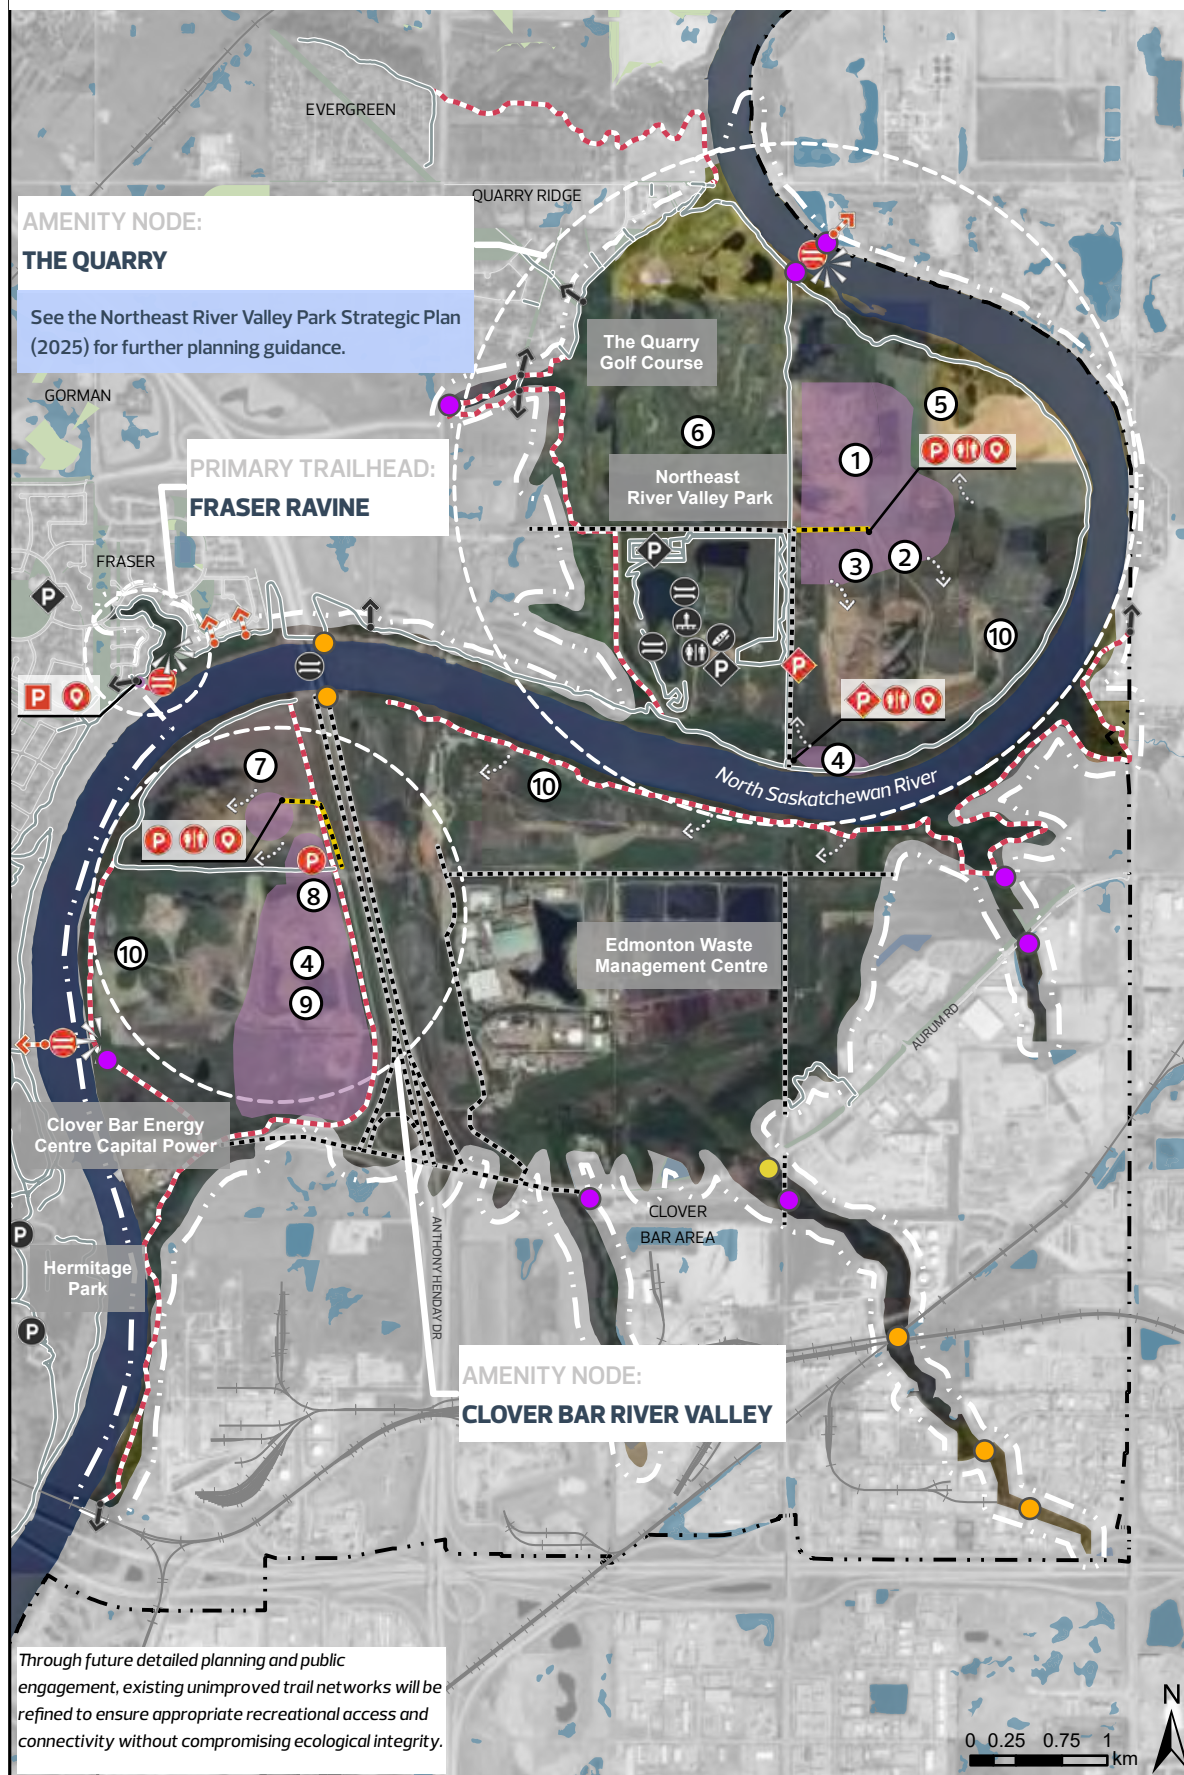 EVERGREEN
QUARRY RIDGE
AMENITY NODE:
THE QUARRY
See the Northeast River Valley Park Strategic Plan
(2025) for further planning guidance.
The Quarry
Golf Course
GORMAN
5
6
P
1
PRIMARY TRAILHEAD:
FRASER RAVINE
Northeast
River Valley Park
FRASER
P
P
3
2
10
P
P
P
P
4
7
10
North Saskatchewan River
P
P
8
10
4
9
Edmonton Waste
Management Centre
AURUM RD
Clover Bar Energy
Centre Capital Power
P
CLOVER
BAR AREA
ANTHONY HENDAY DR
Hermitage
Park
P
AMENITY NODE:
CLOVER BAR RIVER VALLEY
Through future detailed planning and public
engagement, existing unimproved trail networks will be
refined to ensure appropriate recreational access and
connectivity without compromising ecological integrity.
N
0 0.25 0.75 1
km